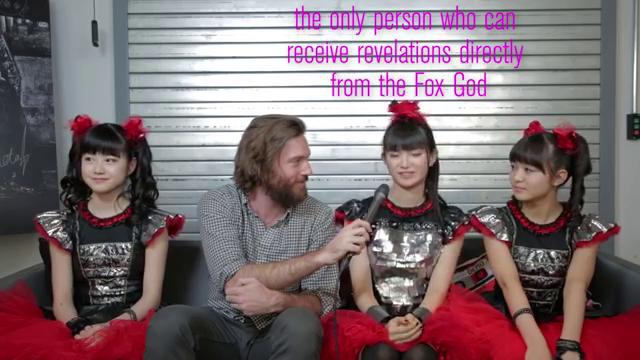 the only person who can
receive revelations directly
from the Fox God